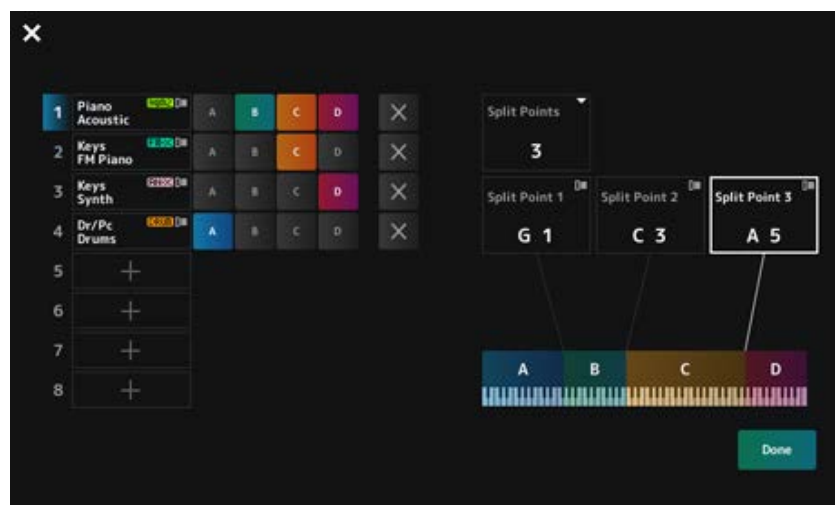 1 Piano Acoustic A B C D
2 Keys FM Piano A B C D
3 Keys Synth A B C D
4 Dr/Pc Drums DRUM A B C D
5
6
7
8
Split Points
3
Split Point 1 Split Point 2 Split Point 3
G 1 C 3 A 5
A B C D
Done